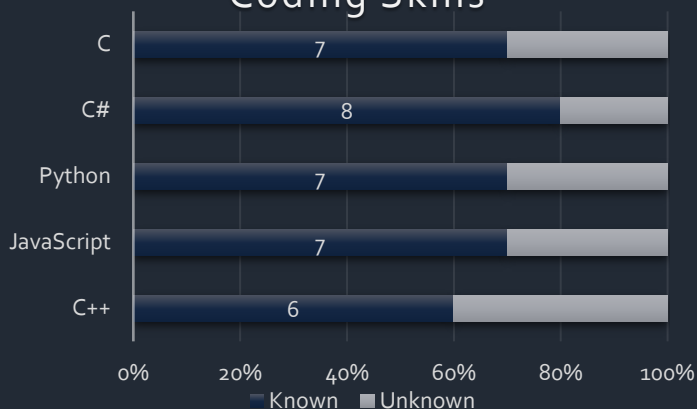 Coding Skills
C
7
C#
8
Python
7
JavaScript
7
C++
6
0% 20% 40% 60% 80% 100%
Known Unknown